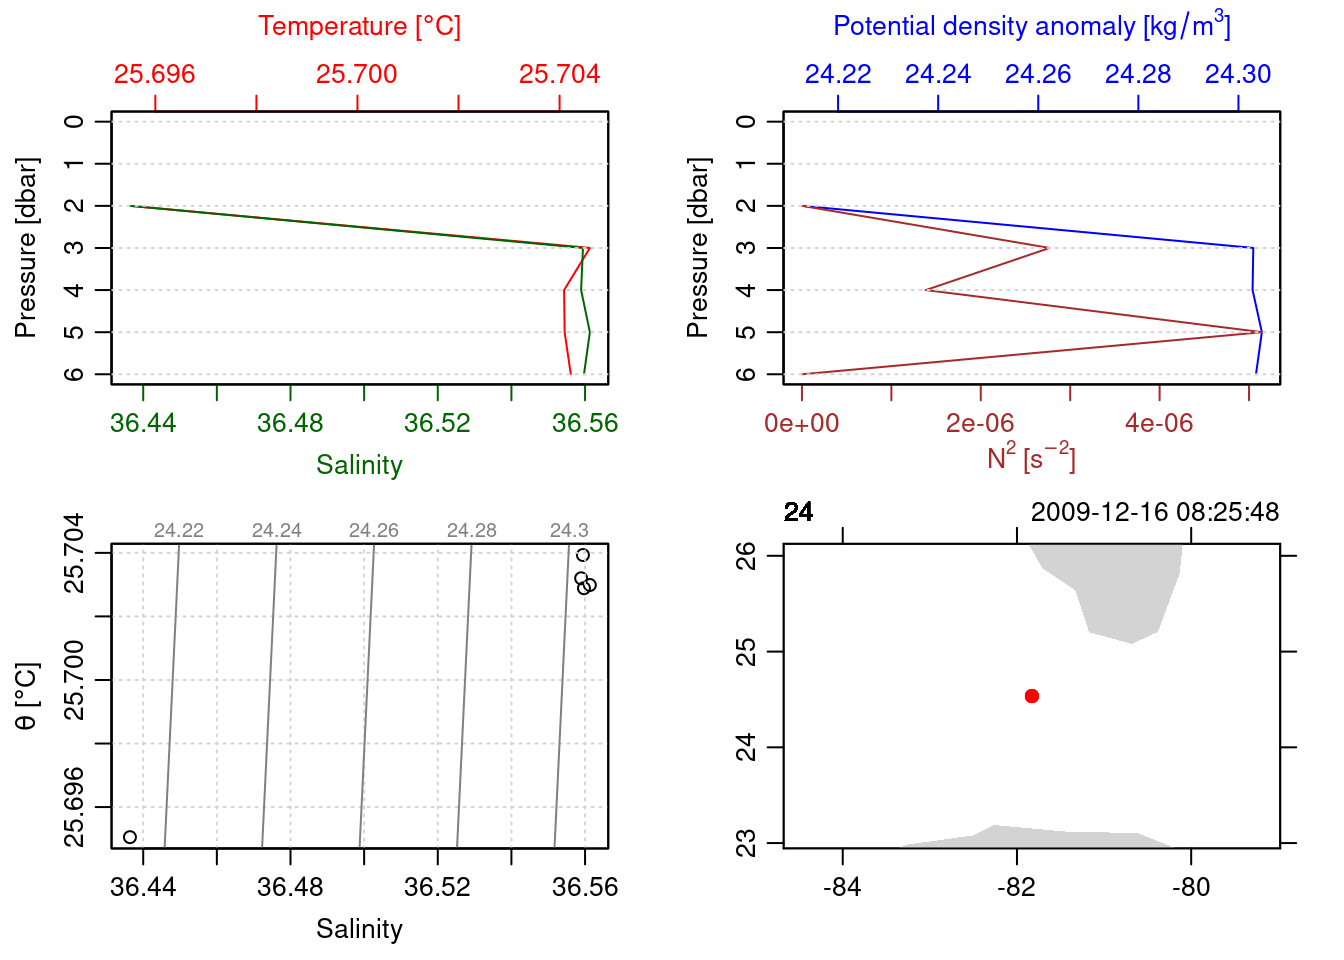 Temperature [°C]
25.696 25.700 25.704
Pressure [dbar]
0
1
2
3
4
5
6
36.44 36.48 36.52 36.56
Salinity
Potential density anomaly [kg/m³]
24.22 24.24 24.26 24.28 24.30
Pressure [dbar]
0
1
2
3
4
5
6
0e+00 2e-06 4e-06
N² [s⁻²]
24.22 24.24 24.26 24.28 24.3
θ [°C]
25.704
25.700
25.696
36.44 36.48 36.52 36.56
Salinity
24 2009-12-16 08:25:48
26
25
24
23
-84 -82 -80